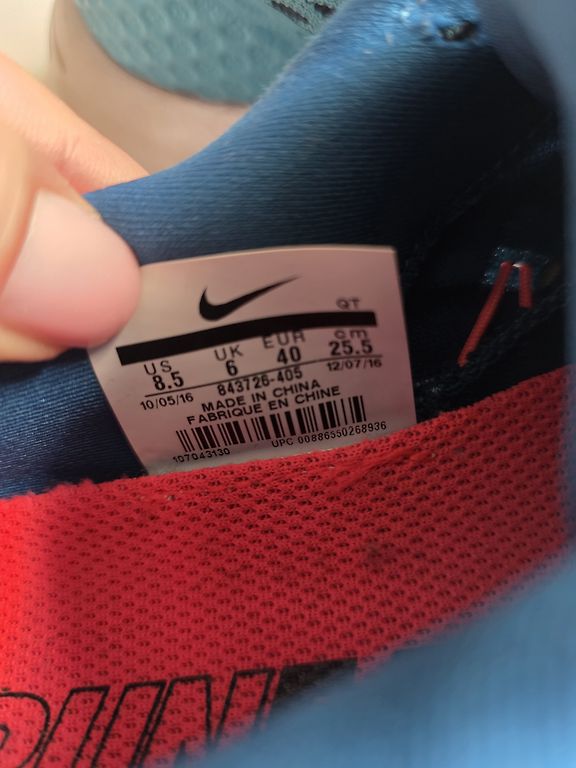 QT
US UK EUR cm
8.5 6 40 25.5
10/05/16 843726-405 12/07/16
MADE IN CHINA
FABRIQUE EN CHINE
107043130 UPC 00886550268936
RUN